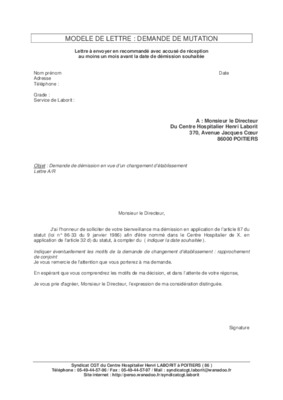 MODELE DE LETTRE : DEMANDE DE MUTATION
Lettre à envoyer en recommandé avec accusé de réception
au moins un mois avant la date de démission souhaitée
Nom prénom Date
Adresse
Téléphone :
Grade :
Service de Laborit :
A : Monsieur le Directeur
Du Centre Hospitalier Henri Laborit
370, Avenue Jacques Cœur
86000 POITIERS
Objet : Demande de démission en vue d'un changement d'établissement
Lettre A/R
Monsieur le Directeur,
J'ai l'honneur de solliciter de votre bienveillance ma démission en application de l'article 87 du
statut (loi n° 86-33 du 9 janvier 1986) afin d'être nommé dans le Centre Hospitalier de X, en
application de l'article 32 d) du statut, à compter du ( indiquer la date souhaitée ).
Indiquer éventuellement les motifs de la demande de changement d'établissement : rapprochement
de conjoint
Je vous remercie de l'attention que vous porterez à ma demande.
En espérant que vous comprendrez les motifs de ma décision, et dans l'attente de votre réponse,
Je vous prie d'agréer, Monsieur le Directeur, l'expression de ma considération distinguée.
Signature
Syndicat CGT du Centre Hospitalier Henri LABORIT à POITIERS ( 86 )
Téléphone : 05-49-44-57-96 / Fax : 05-49-44-57-97 / Mail : syndicatcgt.laborit@wanadoo.fr
Site internet : http://perso.wanadoo.fr/syndicatcgt.laborit